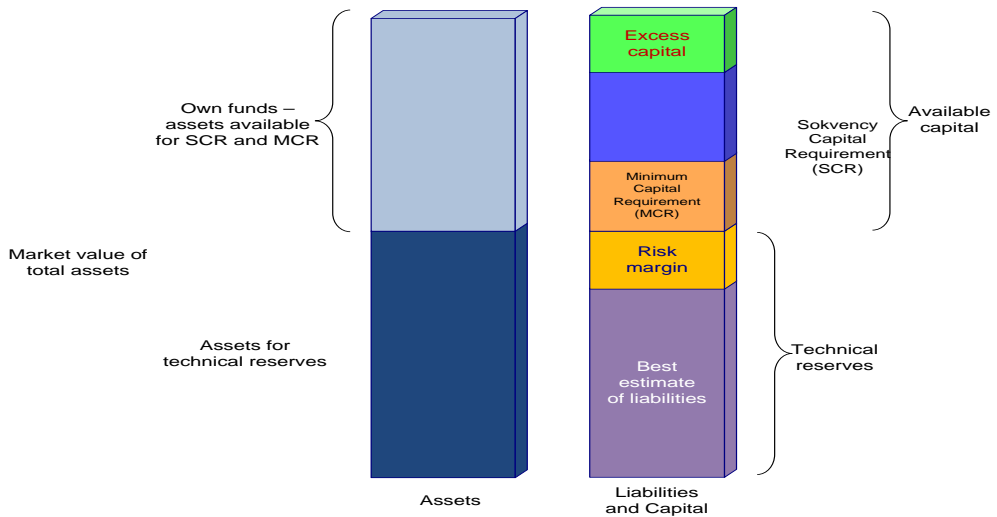 Excess
capital
Own funds –
assets available
for SCR and MCR
Available
capital
Sokvency
Capital
Requirement
(SCR)
Minimum
Capital
Requirement
(MCR)
Market value of
total assets
Risk
margin
Assets for
technical reserves
Technical
reserves
Best
estimate
of liabilities
Assets
Liabilities
and Capital